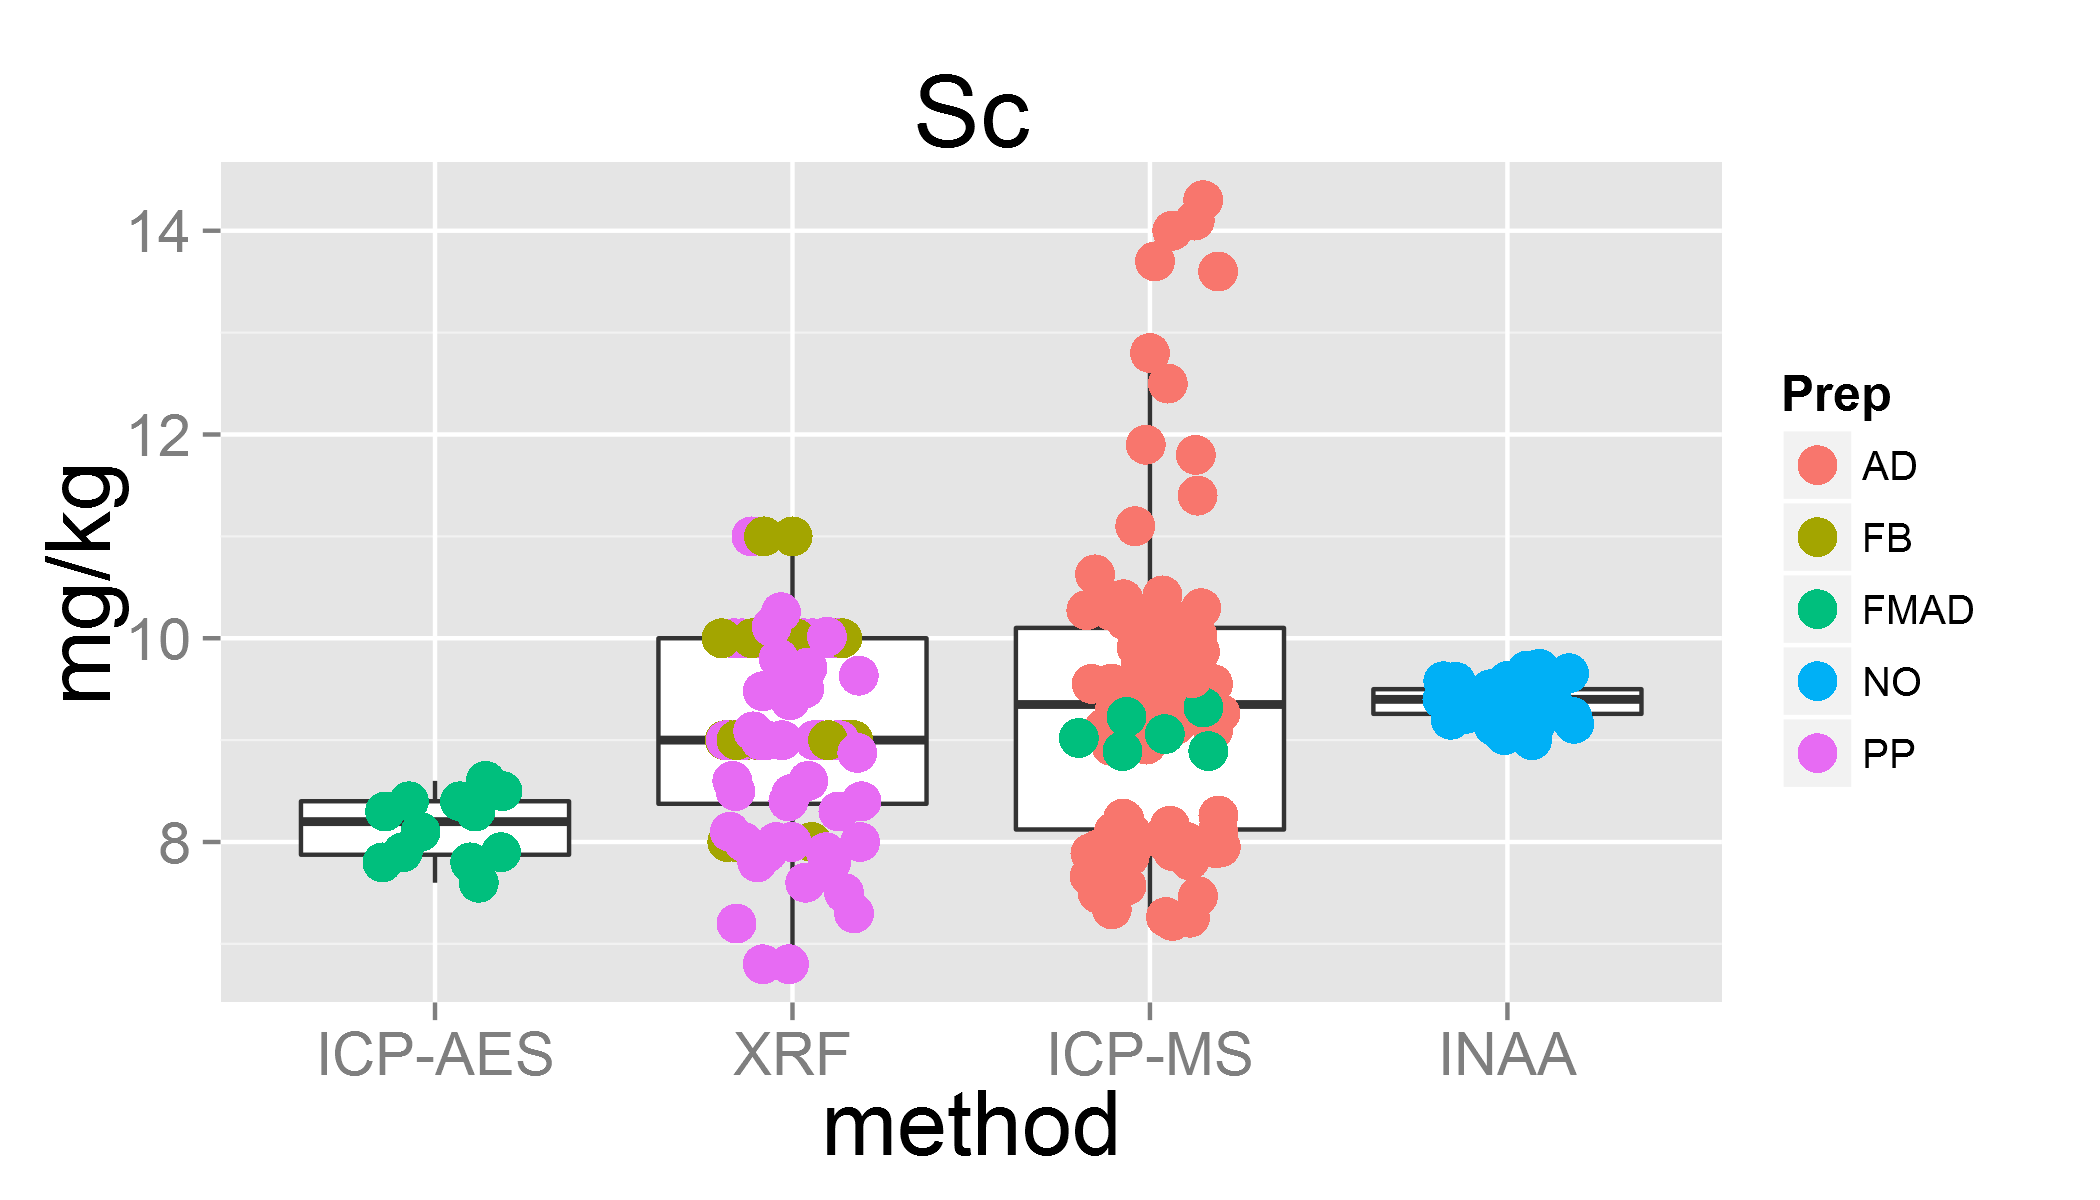 Sc
mg/kg
14
12
10
8
ICP-AES
XRF
ICP-MS
INAA
method
Prep
AD
FB
FMAD
NO
PP